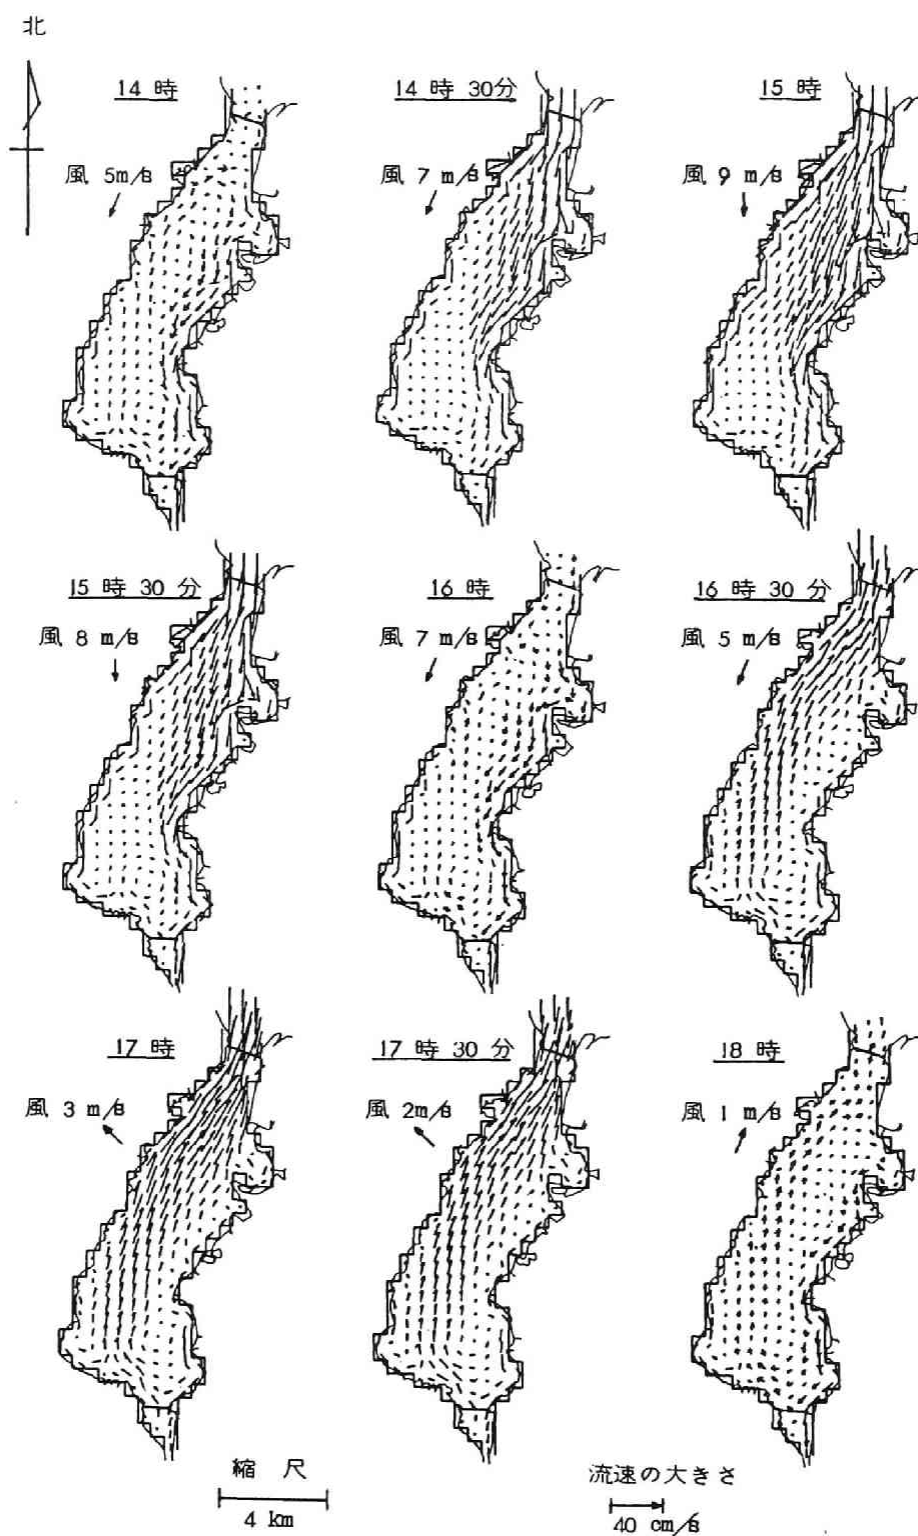 北
14 時
風 5m/s
14 時 30分
風 7 m/s
15 時
風 9 m/s
15 時 30 分
風 8 m/s
16 時
風 7 m/s
16 時 30 分
風 5 m/s
17 時
風 3 m/s
17 時 30 分
風 2m/s
18 時
風 1 m/s
縮 尺
4 km
流速の大きさ
40 cm/s